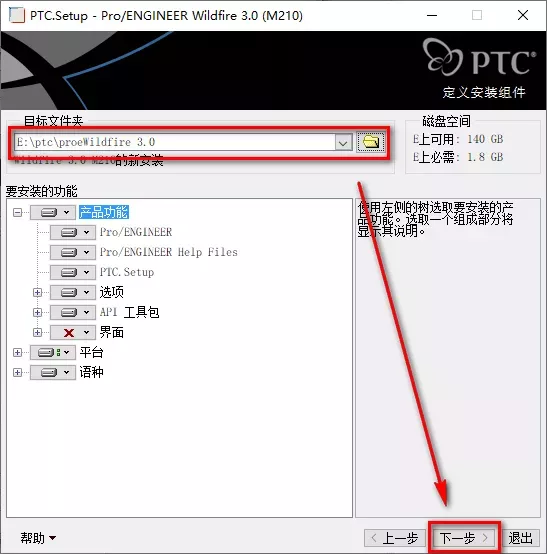 PTC.Setup - Pro/ENGINEER Wildfire 3.0 (M210)
PTC
定义安装组件
目标文件夹
E:\ptc\proeWildfire 3.0
Wildfire 3.0 M210的新安装
磁盘空间
E上可用: 140 GB
E上必需: 1.8 GB
要安装的功能
产品功能
Pro/ENGINEER
Pro/ENGINEER Help Files
PTC.Setup
选项
API 工具包
界面
平台
语种
使用左侧的树选取要安装的产
品功能。选取一个组成部分将
显示其说明。
帮助
上一步
下一步
退出